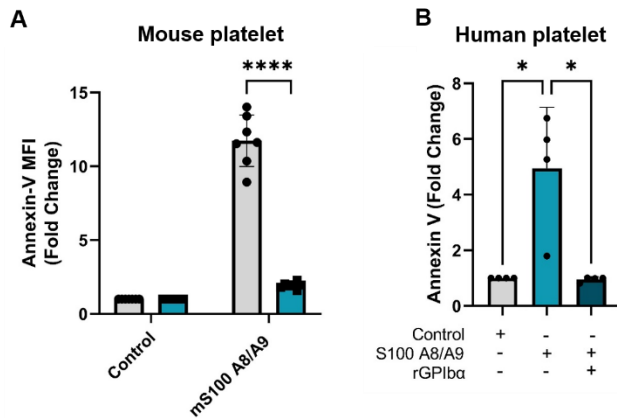 A
Mouse platelet
****
Annexin-V MFI
(Fold Change)
15
10
5
0
Control
mS100 A8/A9
B
Human platelet
* *
Annexin V (Fold Change)
8
6
4
2
0
Control + - -
S100 A8/A9 - + +
rGPIbα - - +